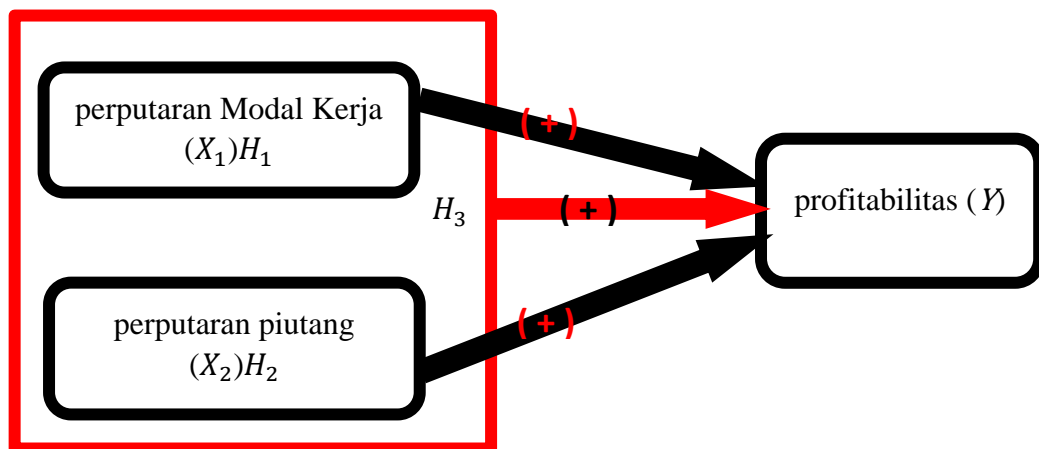 perputaran Modal Kerja
(𝑋₁)𝐻₁
( + )
𝐻₃
( + )
profitabilitas (Y)
perputaran piutang
(𝑋₂)𝐻₂
( + )